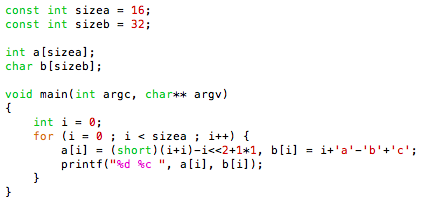 const int sizea = 16;
const int sizeb = 32;
int a[sizea];
char b[sizeb];
void main(int argc, char** argv)
{
int i = 0;
for (i = 0 ; i < sizea ; i++) {
a[i] = (short)(i+i)-i<<2+1*1, b[i] = i+'a'-'b'+'c';
printf("%d %c ", a[i], b[i]);
}
}